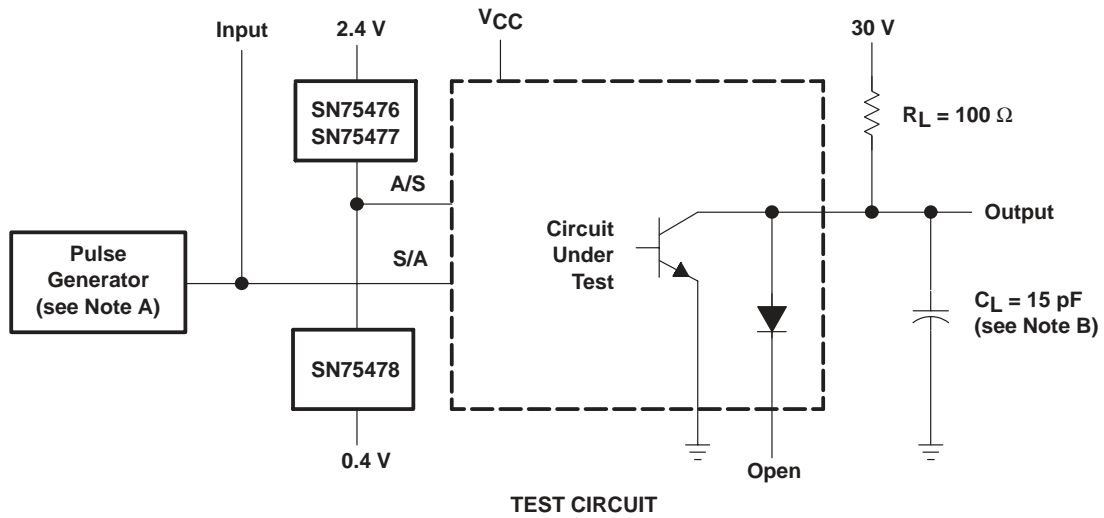 Input
2.4 V
VCC
30 V
SN75476
SN75477
RL = 100 Ω
A/S
Output
Circuit
Under
Test
Pulse
Generator
(see Note A)
S/A
CL = 15 pF
(see Note B)
SN75478
0.4 V
Open
TEST CIRCUIT